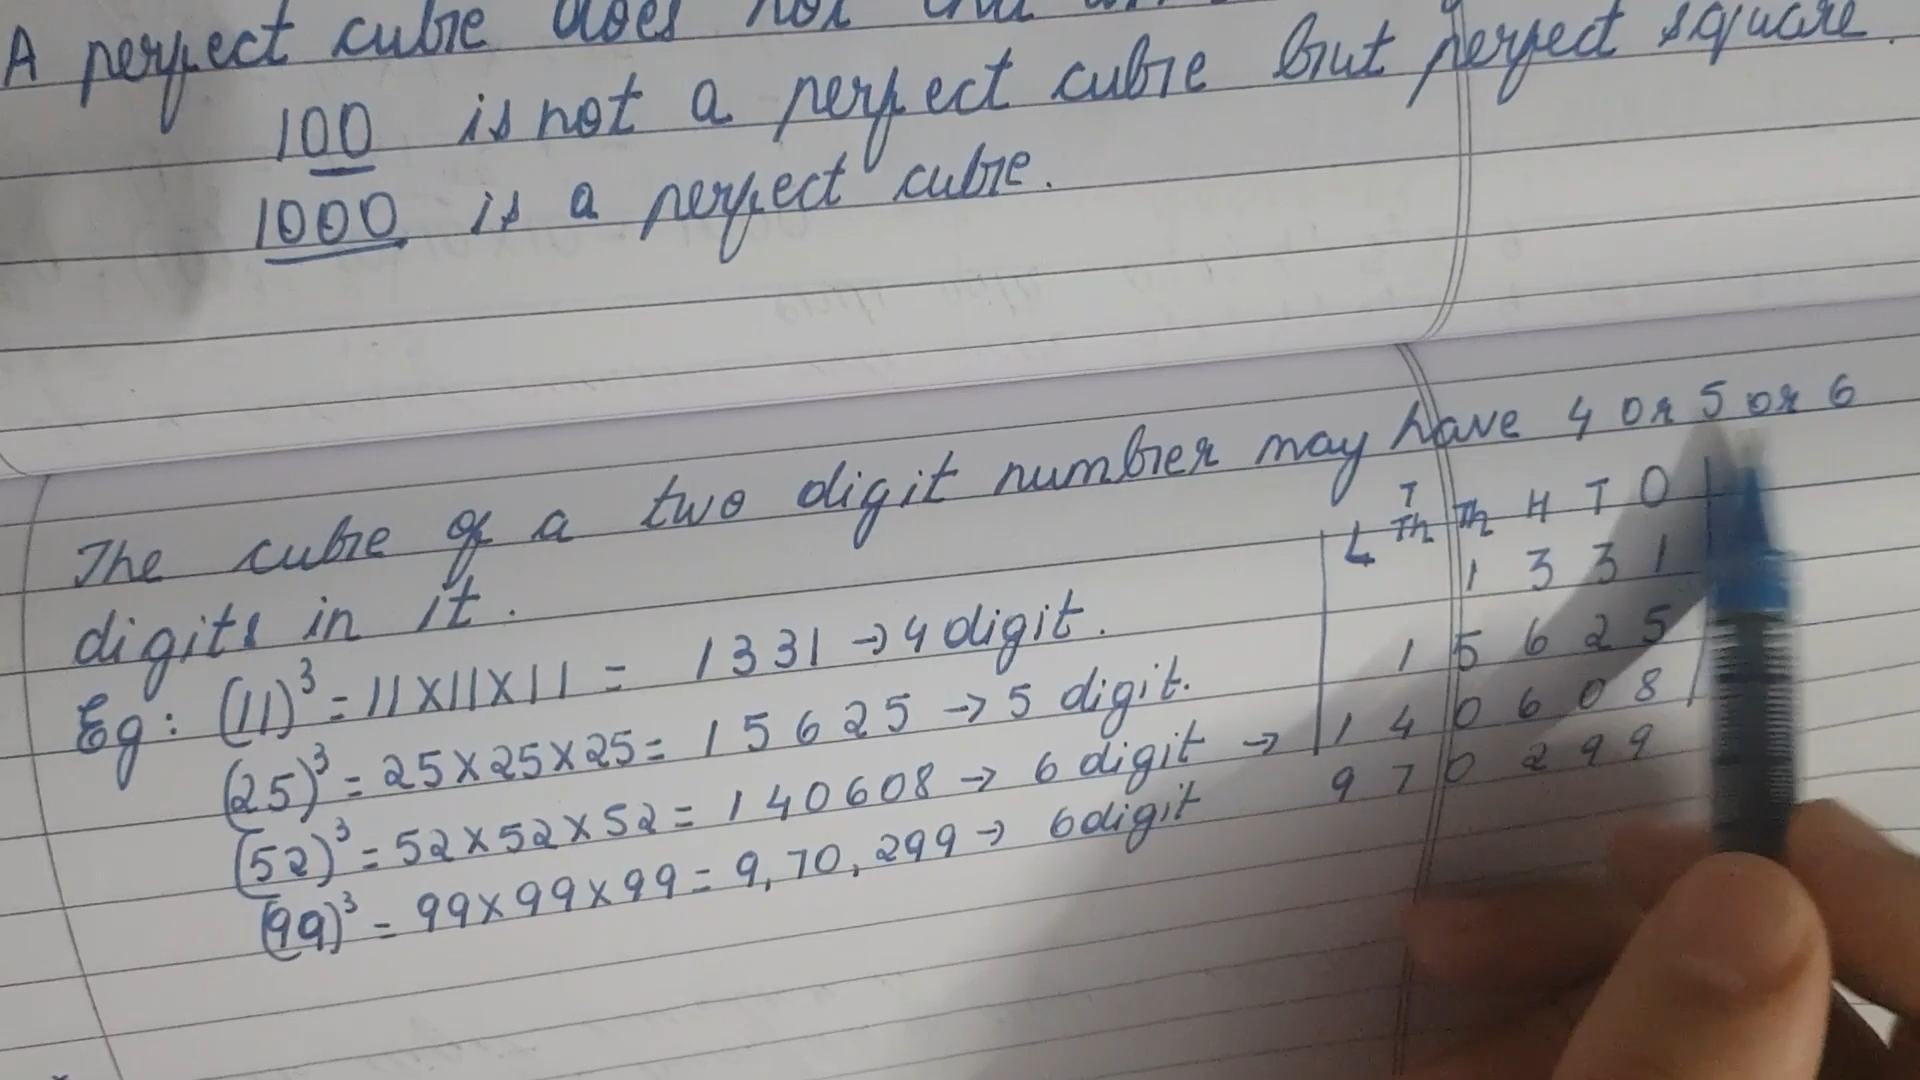 A perfect cube does not end
100 is not a perfect cube but perfect square.
1000 is a perfect cube.
The cube of a two digit number may have 4 or 5 or 6
digits in it.
Eg: (11)³ = 11×11×11 = 1331 → 4 digit.
(25)³ = 25×25×25 = 15625 → 5 digit.
(52)³ = 52×52×52 = 140608 → 6 digit →
(99)³ = 99×99×99 = 9,70,299 → 6digit
L T Th Th H T O
1 3 3 1
1 5 6 2 5
1 4 0 6 0 8
9 7 0 2 9 9